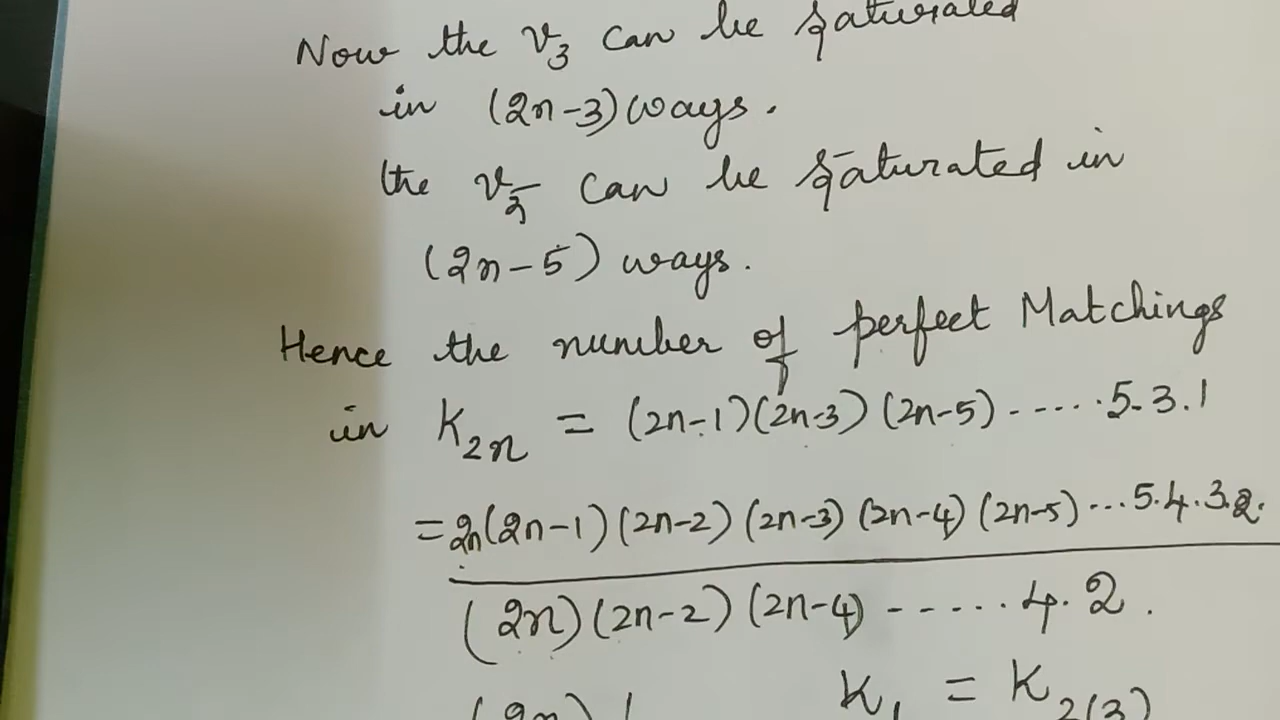 Now the v₃ can be saturated
in (2n-3) ways.
the v₅ can be saturated in
(2n-5) ways.
Hence the number of perfect Matchings
in K₂ₙ = (2n-1)(2n-3)(2n-5)-....·5.3.1
= 2n(2n-1)(2n-2)(2n-3)(2n-4)(2n-5)...5.4.3.2.
(2n)(2n-2)(2n-4)-----..4.2.
(2n)! K = K₂₍₃₎